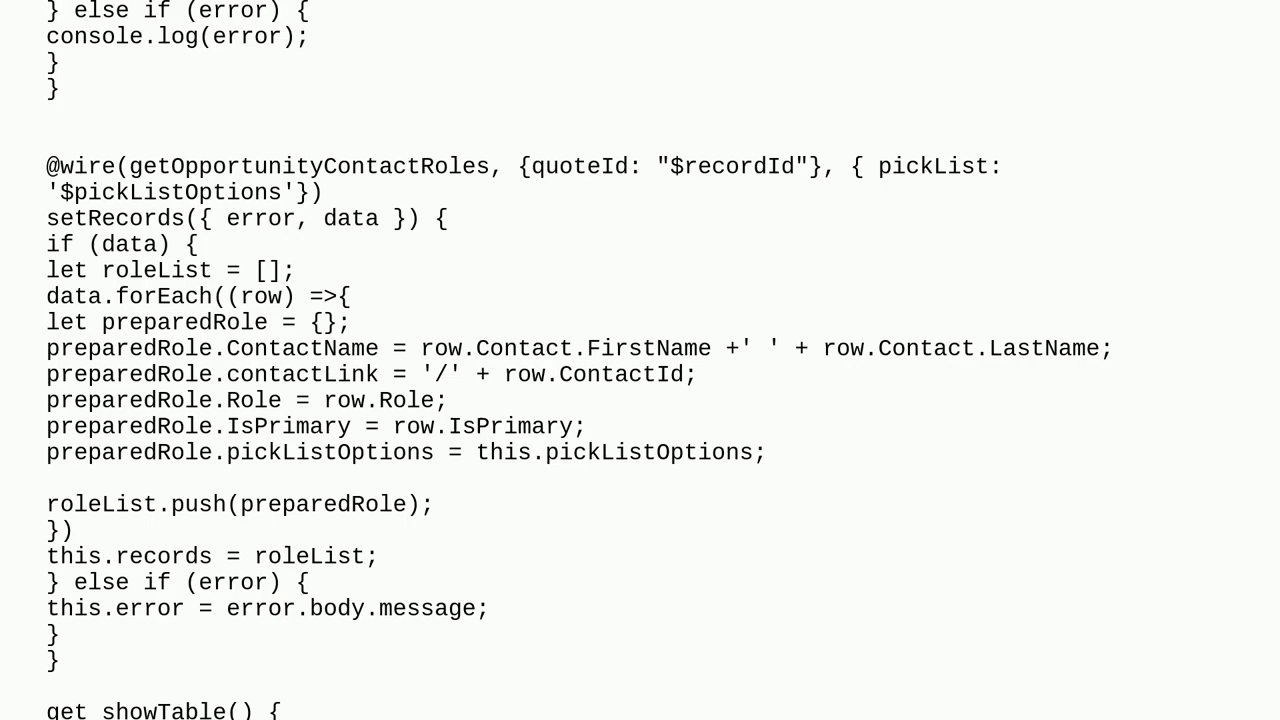 } else if (error) {
console.log(error);
}
}
@wire(getOpportunityContactRoles, {quoteId: "$recordId"}, { pickList:
'$pickListOptions'})
setRecords({ error, data }) {
if (data) {
let roleList = [];
data.forEach((row) =>{
let preparedRole = {};
preparedRole.ContactName = row.Contact.FirstName +' ' + row.Contact.LastName;
preparedRole.contactLink = '/' + row.ContactId;
preparedRole.Role = row.Role;
preparedRole.IsPrimary = row.IsPrimary;
preparedRole.pickListOptions = this.pickListOptions;
roleList.push(preparedRole);
})
this.records = roleList;
} else if (error) {
this.error = error.body.message;
}
}
get showTable() {